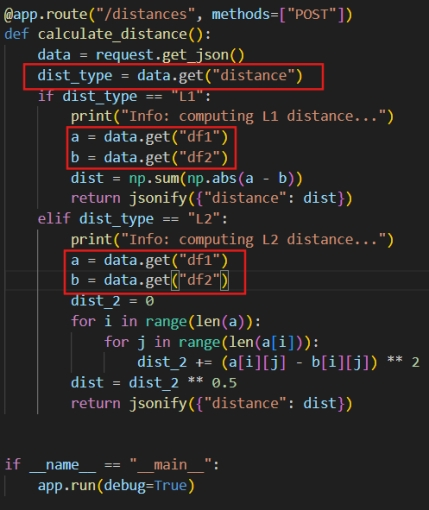 @app.route("/distances", methods=["POST"])
def calculate_distance():
    data = request.get_json()
    dist_type = data.get("distance")
    if dist_type == "L1":
        print("Info: computing L1 distance...")
        a = data.get("df1")
        b = data.get("df2")
        dist = np.sum(np.abs(a - b))
        return jsonify({"distance": dist})
    elif dist_type == "L2":
        print("Info: computing L2 distance...")
        a = data.get("df1")
        b = data.get("df2")
        dist_2 = 0
        for i in range(len(a)):
            for j in range(len(a[i])):
                dist_2 += (a[i][j] - b[i][j]) ** 2
        dist = dist_2 ** 0.5
        return jsonify({"distance": dist})
if __name__ == "__main__":
    app.run(debug=True)